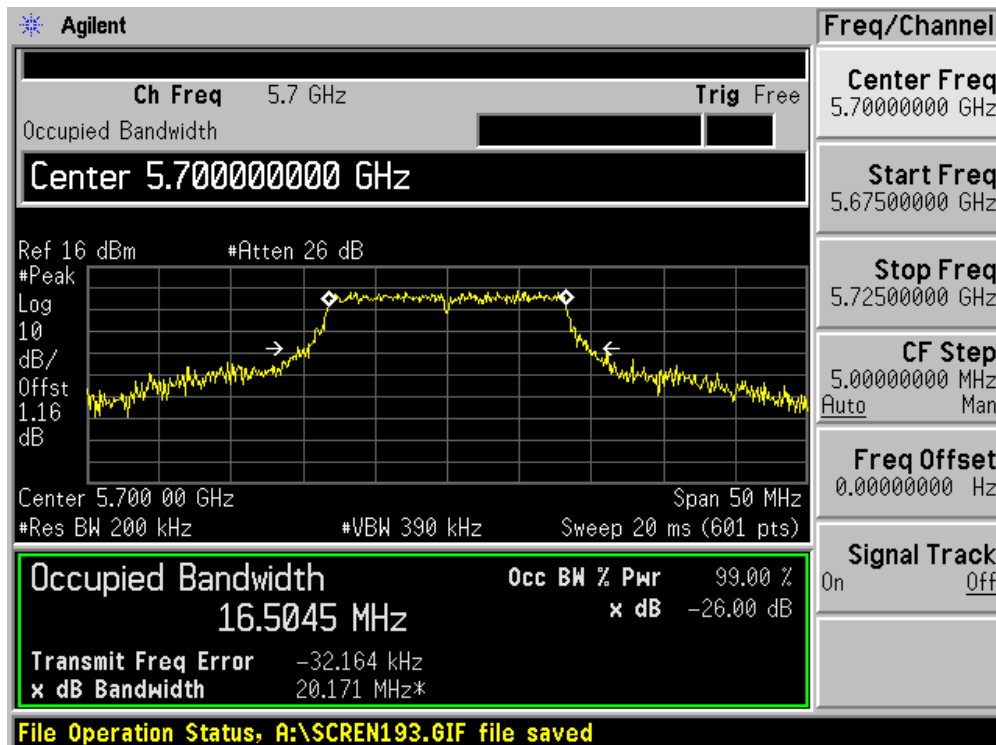 Agilent
Freq/Channel
Ch Freq 5.7 GHz Trig Free
Occupied Bandwidth
Center 5.700000000 GHz
Ref 16 dBm #Atten 26 dB
#Peak
Log
10
dB/
Offst
1.16
dB
Center 5.700 00 GHz Span 50 MHz
#Res BW 200 kHz #VBW 390 kHz Sweep 20 ms (601 pts)
Occupied Bandwidth
16.5045 MHz
Occ BW % Pwr 99.00 %
x dB -26.00 dB
Transmit Freq Error -32.164 kHz
x dB Bandwidth 20.171 MHz*
Center Freq
5.70000000 GHz
Start Freq
5.67500000 GHz
Stop Freq
5.72500000 GHz
CF Step
5.00000000 MHz
Auto Man
Freq Offset
0.00000000 Hz
Signal Track
On Off
File Operation Status, A:\SCREN193.GIF file saved